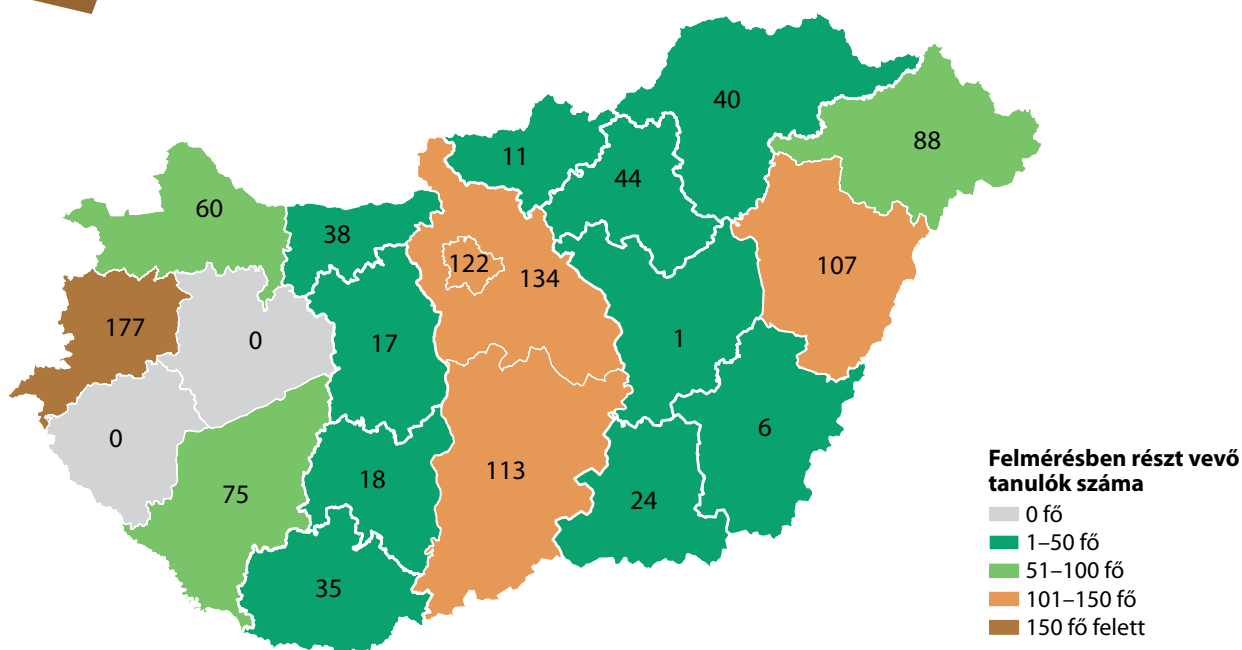 40
88
11
44
60
38
107
122
134
177
0
17
1
0
6
113
75
18
24
35
Felmérésben részt vevő
tanulók száma
0 fő
1–50 fő
51–100 fő
101–150 fő
150 fő felett